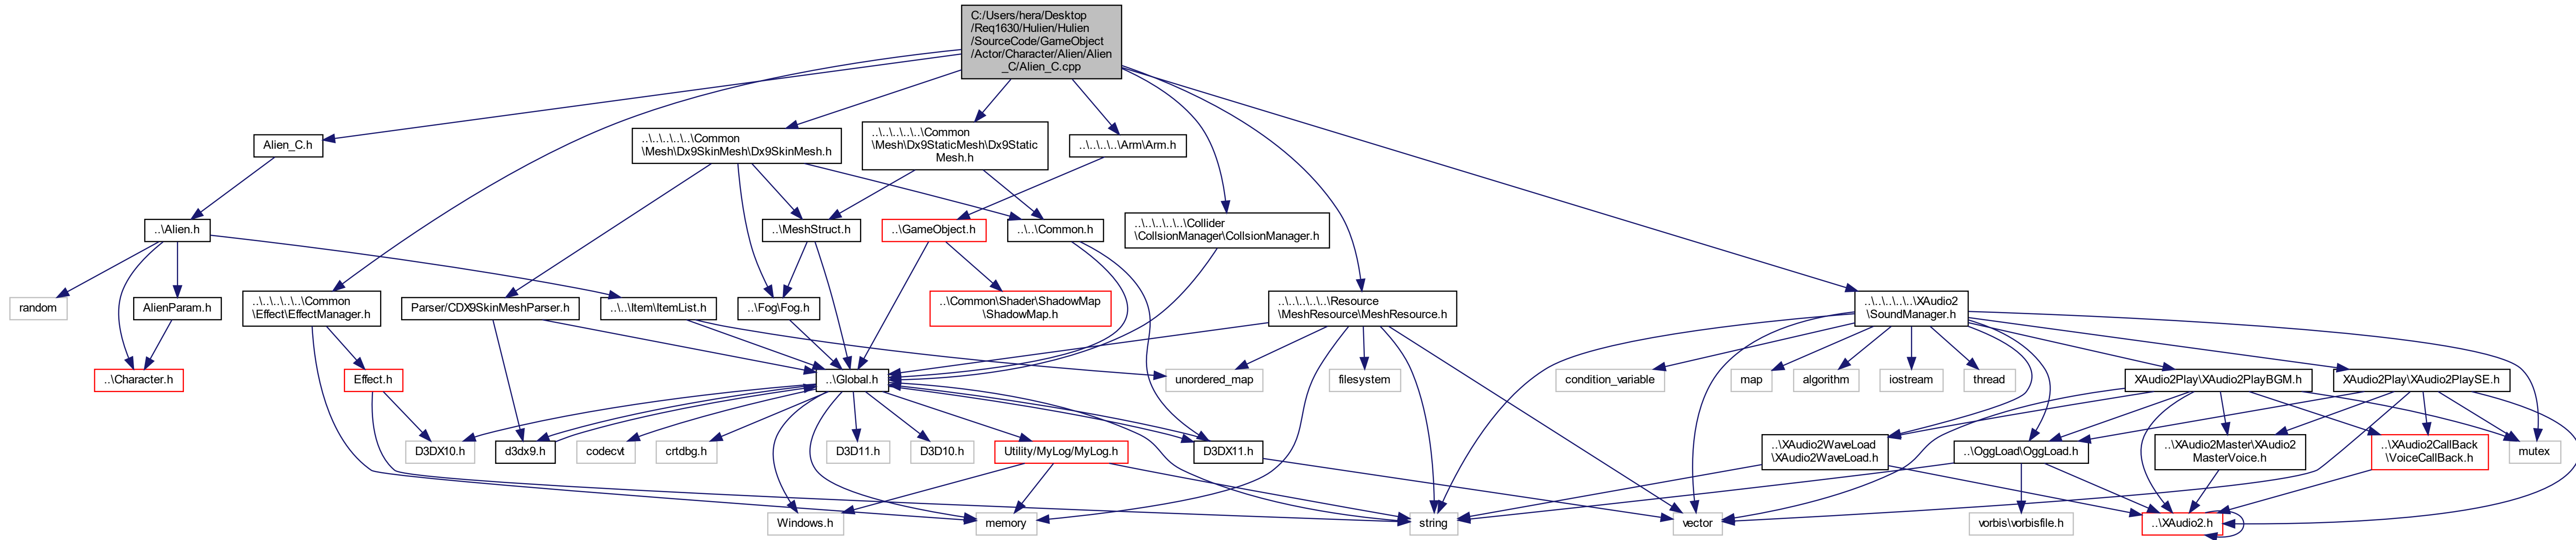 C:/Users/hera/Desktop
/Req1630/Hulien/Hulien
/SourceCode/GameObject
/Actor/Character/Alien/Alien
_C/Alien_C.cpp
Alien_C.h
..\..\..\..\..\Common
\Mesh\Dx9SkinMesh\Dx9SkinMesh.h
..\..\..\..\..\Common
\Mesh\Dx9StaticMesh\Dx9Static
Mesh.h
..\..\..\..\Arm\Arm.h
..\Alien.h
..\MeshStruct.h
..\GameObject.h
..\..\Common.h
..\..\..\..\..\Collider
\CollsionManager\CollsionManager.h
random
AlienParam.h
..\..\..\..\..\Common
\Effect\EffectManager.h
Parser/CDX9SkinMeshParser.h
..\..\Item\ItemList.h
..\Fog\Fog.h
..\Common\Shader\ShadowMap
\ShadowMap.h
..\..\..\..\..\Resource
\MeshResource\MeshResource.h
..\..\..\..\..\XAudio2
\SoundManager.h
..\Character.h
Effect.h
..\Global.h
unordered_map
filesystem
condition_variable
map
algorithm
iostream
thread
XAudio2Play\XAudio2PlayBGM.h
XAudio2Play\XAudio2PlaySE.h
D3DX10.h
d3dx9.h
codecvt
crtdbg.h
D3D11.h
D3D10.h
Utility/MyLog/MyLog.h
D3DX11.h
..\XAudio2WaveLoad
\XAudio2WaveLoad.h
..\OggLoad\OggLoad.h
..\XAudio2Master\XAudio2
MasterVoice.h
..\XAudio2CallBack
\VoiceCallBack.h
mutex
Windows.h
memory
string
vector
vorbis\vorbisfile.h
..\XAudio2.h